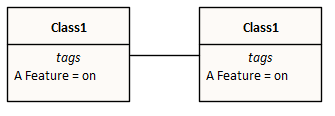 Class1
tags
A Feature = on
Class1
tags
A Feature = on